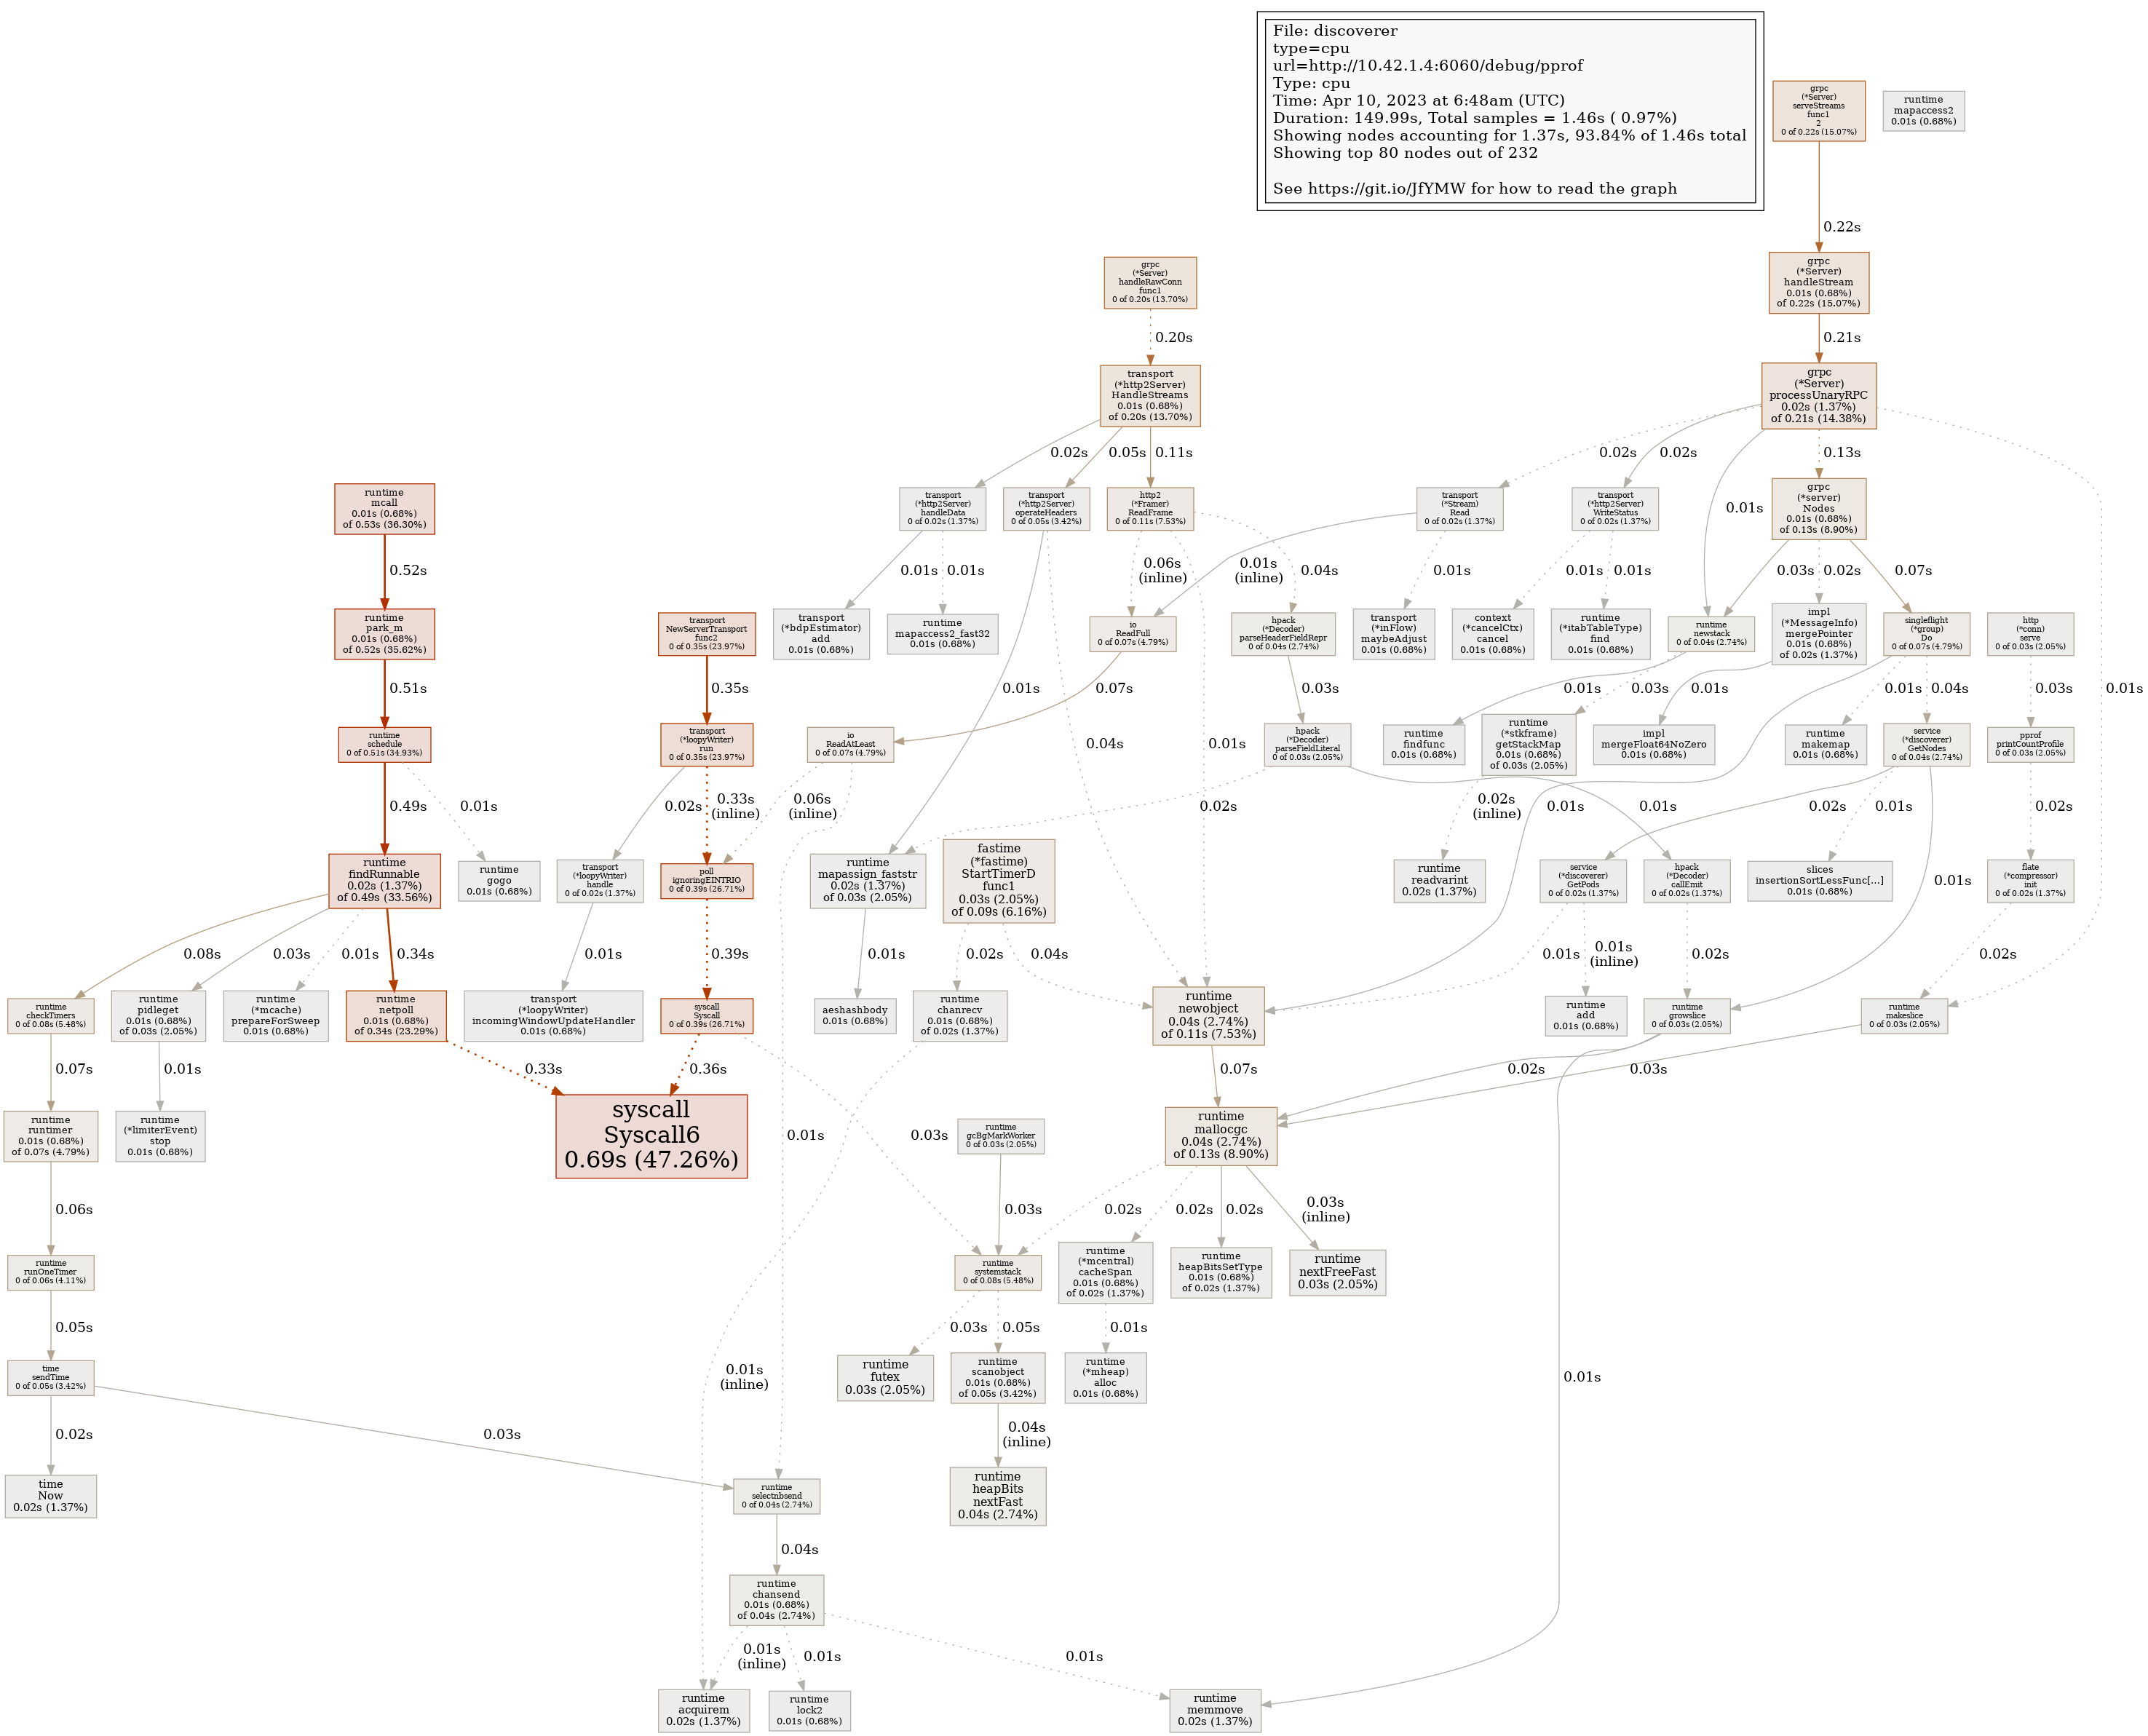 File: discoverer
type=cpu
url=http://10.42.1.4:6060/debug/pprof
Type: cpu
Time: Apr 10, 2023 at 6:48am (UTC)
Duration: 149.99s, Total samples = 1.46s ( 0.97%)
Showing nodes accounting for 1.37s, 93.84% of 1.46s total
Showing top 80 nodes out of 232
See https://git.io/JfYMW for how to read the graph
grpc
(*Server)
serveStreams
func1
2
0 of 0.22s (15.07%)
runtime
mapaccess2
0.01s (0.68%)
0.22s
grpc
(*Server)
handleRawConn
func1
0 of 0.20s (13.70%)
grpc
(*Server)
handleStream
0.01s (0.68%)
of 0.22s (15.07%)
0.20s
0.21s
transport
(*http2Server)
HandleStreams
0.01s (0.68%)
of 0.20s (13.70%)
grpc
(*Server)
processUnaryRPC
0.02s (1.37%)
of 0.21s (14.38%)
0.02s
0.05s
0.11s
0.02s
0.02s
0.13s
0.01s
0.01s
runtime
mcall
0.01s (0.68%)
of 0.53s (36.30%)
transport
(*http2Server)
handleData
0 of 0.02s (1.37%)
transport
(*http2Server)
operateHeaders
0 of 0.05s (3.42%)
http2
(*Framer)
ReadFrame
0 of 0.11s (7.53%)
transport
(*Stream)
Read
0 of 0.02s (1.37%)
transport
(*http2Server)
WriteStatus
0 of 0.02s (1.37%)
grpc
(*server)
Nodes
0.01s (0.68%)
of 0.13s (8.90%)
0.52s
0.01s
0.01s
0.06s
(inline)
0.01s
(inline)
0.04s
0.01s
0.01s
0.01s
0.03s
0.02s
0.07s
runtime
park_m
0.01s (0.68%)
of 0.52s (35.62%)
transport
NewServerTransport
func2
0 of 0.35s (23.97%)
transport
(*bdpEstimator)
add
0.01s (0.68%)
runtime
mapaccess2_fast32
0.01s (0.68%)
io
ReadFull
0 of 0.07s (4.79%)
hpack
(*Decoder)
parseHeaderFieldRepr
0 of 0.04s (2.74%)
transport
(*inFlow)
maybeAdjust
0.01s (0.68%)
context
(*cancelCtx)
cancel
0.01s (0.68%)
runtime
(*itabTableType)
find
0.01s (0.68%)
runtime
newstack
0 of 0.04s (2.74%)
impl
(*MessageInfo)
mergePointer
0.01s (0.68%)
of 0.02s (1.37%)
singleflight
(*group)
Do
0 of 0.07s (4.79%)
http
(*conn)
serve
0 of 0.03s (2.05%)
0.51s
0.35s
0.01s
0.07s
0.04s
0.01s
0.03s
0.01s
0.03s
0.01s
0.01s
0.01s
0.04s
0.03s
runtime
schedule
0 of 0.51s (34.93%)
transport
(*loopyWriter)
run
0 of 0.35s (23.97%)
io
ReadAtLeast
0 of 0.07s (4.79%)
hpack
(*Decoder)
parseFieldLiteral
0 of 0.03s (2.05%)
runtime
findfunc
0.01s (0.68%)
runtime
(*stkframe)
getStackMap
0.01s (0.68%)
of 0.03s (2.05%)
impl
mergeFloat64NoZero
0.01s (0.68%)
runtime
makemap
0.01s (0.68%)
service
(*discoverer)
GetNodes
0 of 0.04s (2.74%)
pprof
printCountProfile
0 of 0.03s (2.05%)
0.49s
0.01s
0.02s
0.33s
(inline)
0.06s
(inline)
0.02s
0.02s
(inline)
0.01s
0.02s
0.01s
0.01s
0.02s
runtime
findRunnable
0.02s (1.37%)
of 0.49s (33.56%)
runtime
gogo
0.01s (0.68%)
transport
(*loopyWriter)
handle
0 of 0.02s (1.37%)
poll
ignoringEINTRIO
0 of 0.39s (26.71%)
runtime
mapassign_faststr
0.02s (1.37%)
of 0.03s (2.05%)
fastime
(*fastime)
StartTimerD
func1
0.03s (2.05%)
of 0.09s (6.16%)
runtime
readvarint
0.02s (1.37%)
service
(*discoverer)
GetPods
0 of 0.02s (1.37%)
hpack
(*Decoder)
callEmit
0 of 0.02s (1.37%)
slices
insertionSortLessFunc[...]
0.01s (0.68%)
flate
(*compressor)
init
0 of 0.02s (1.37%)
0.08s
0.03s
0.01s
0.34s
0.01s
0.39s
0.01s
0.02s
0.04s
0.01s
0.01s
(inline)
0.02s
0.02s
runtime
checkTimers
0 of 0.08s (5.48%)
runtime
pidleget
0.01s (0.68%)
of 0.03s (2.05%)
runtime
(*mcache)
prepareForSweep
0.01s (0.68%)
runtime
netpoll
0.01s (0.68%)
of 0.34s (23.29%)
transport
(*loopyWriter)
incomingWindowUpdateHandler
0.01s (0.68%)
syscall
Syscall
0 of 0.39s (26.71%)
aeshashbody
0.01s (0.68%)
runtime
chanrecv
0.01s (0.68%)
of 0.02s (1.37%)
runtime
newobject
0.04s (2.74%)
of 0.11s (7.53%)
runtime
add
0.01s (0.68%)
runtime
growslice
0 of 0.03s (2.05%)
runtime
makeslice
0 of 0.03s (2.05%)
0.07s
0.01s
0.33s
0.36s
0.07s
0.02s
0.03s
runtime
runtimer
0.01s (0.68%)
of 0.07s (4.79%)
runtime
(*limiterEvent)
stop
0.01s (0.68%)
syscall
Syscall6
0.69s (47.26%)
0.01s
0.03s
runtime
gcBgMarkWorker
0 of 0.03s (2.05%)
runtime
mallocgc
0.04s (2.74%)
of 0.13s (8.90%)
0.06s
0.03s
0.02s
0.02s
0.02s
0.03s
(inline)
runtime
runOneTimer
0 of 0.06s (4.11%)
runtime
systemstack
0 of 0.08s (5.48%)
runtime
(*mcentral)
cacheSpan
0.01s (0.68%)
of 0.02s (1.37%)
runtime
heapBitsSetType
0.01s (0.68%)
of 0.02s (1.37%)
runtime
nextFreeFast
0.03s (2.05%)
0.05s
0.03s
0.05s
0.01s
time
sendTime
0 of 0.05s (3.42%)
0.01s
(inline)
runtime
futex
0.03s (2.05%)
runtime
scanobject
0.01s (0.68%)
of 0.05s (3.42%)
runtime
(*mheap)
alloc
0.01s (0.68%)
0.01s
0.02s
0.03s
0.04s
(inline)
time
Now
0.02s (1.37%)
runtime
selectnbsend
0 of 0.04s (2.74%)
runtime
heapBits
nextFast
0.04s (2.74%)
0.04s
runtime
chansend
0.01s (0.68%)
of 0.04s (2.74%)
0.01s
(inline)
0.01s
0.01s
runtime
acquirem
0.02s (1.37%)
runtime
lock2
0.01s (0.68%)
runtime
memmove
0.02s (1.37%)